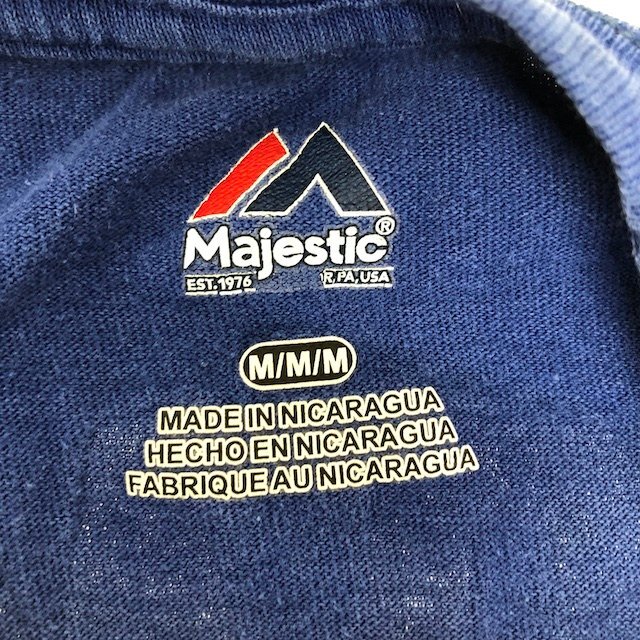 Majestic®
EST. 1976 R, PA, USA
M/M/M
MADE IN NICARAGUA
HECHO EN NICARAGUA
FABRIQUE AU NICARAGUA